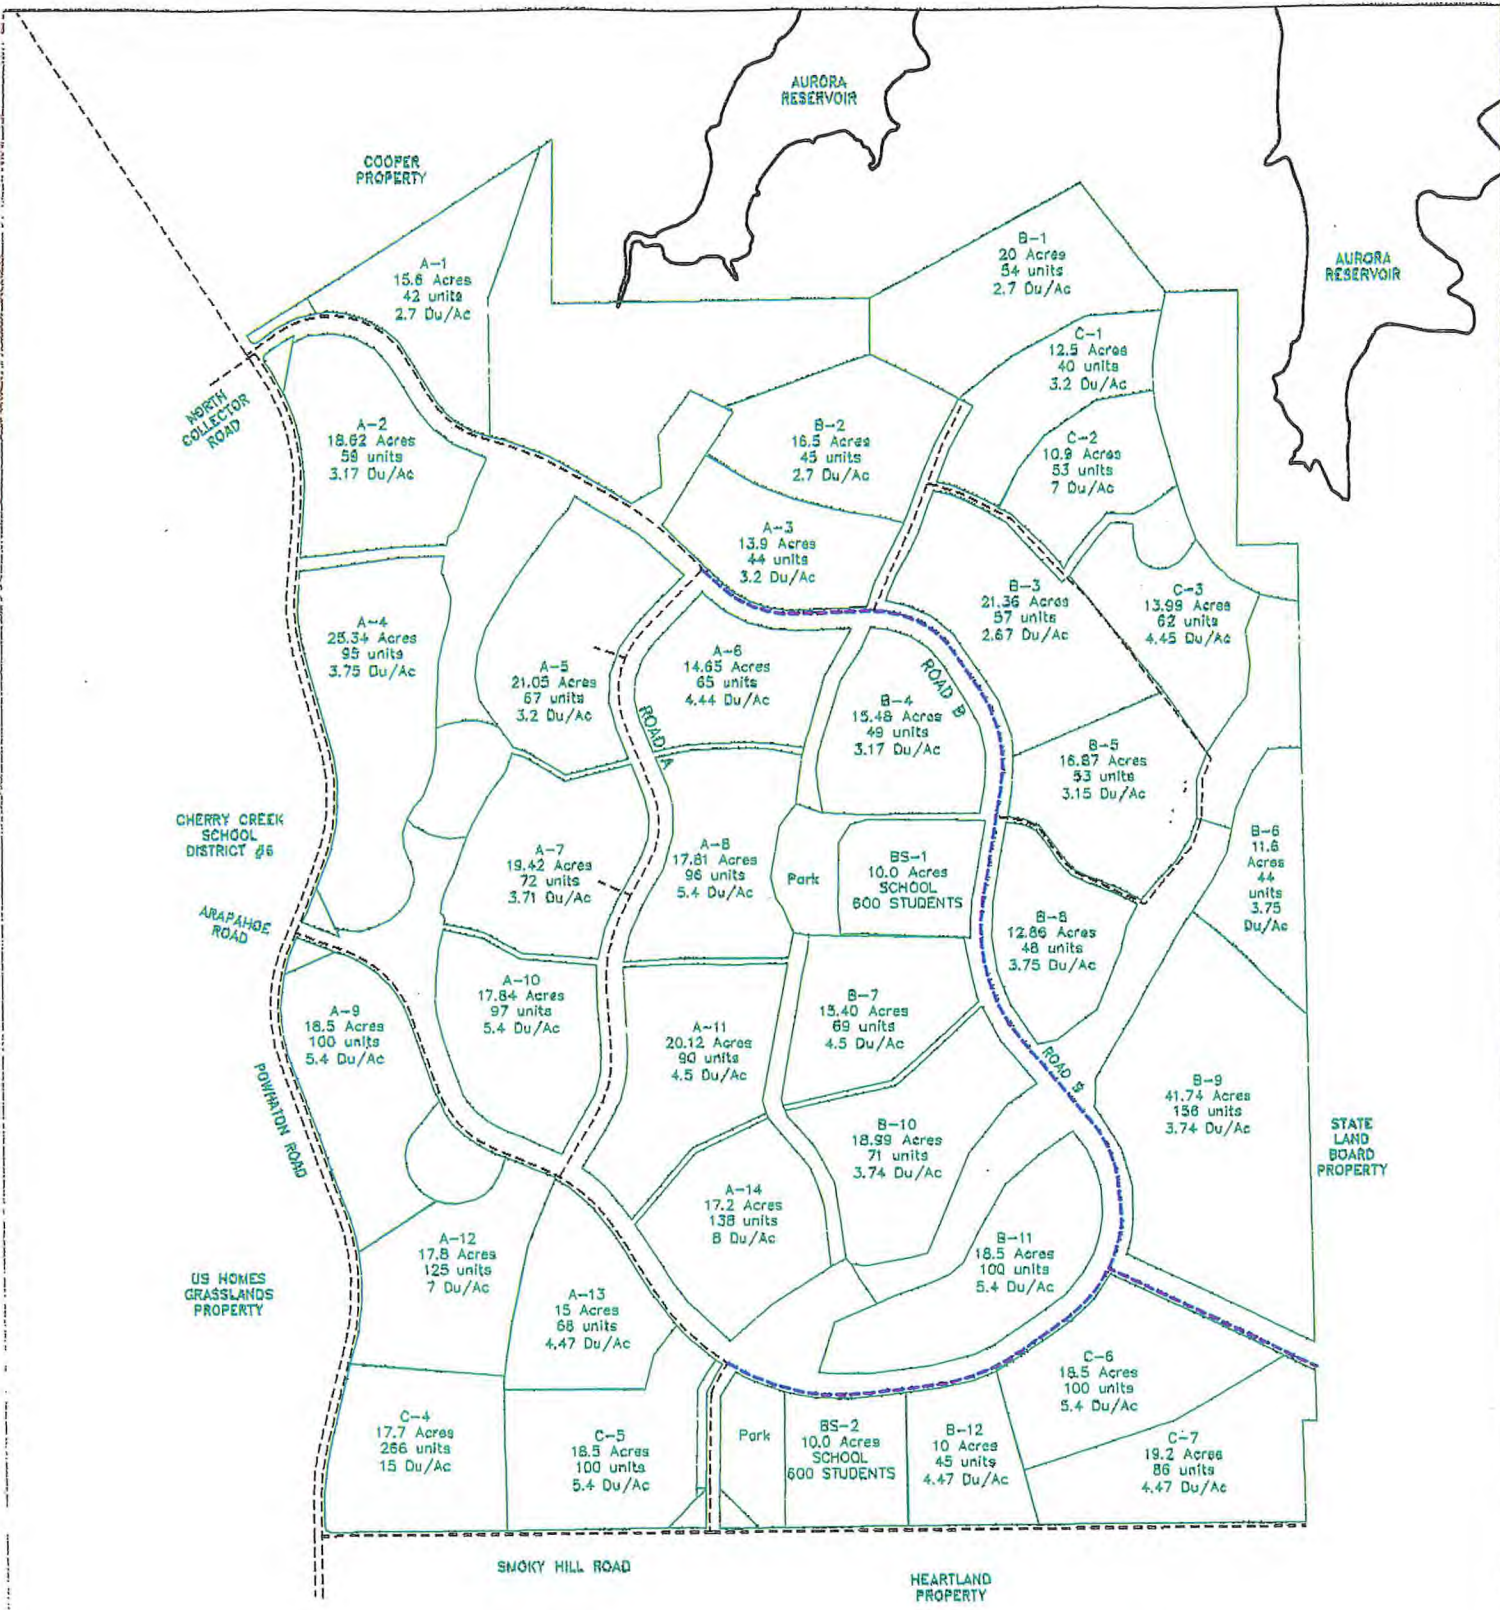 AURORA
RESERVOIR
COOPER
PROPERTY
AURORA
RESERVOIR
A-1
15.6 Acres
42 units
2.7 Du/Ac
B-1
20 Acres
54 units
2.7 Du/Ac
C-1
12.5 Acres
40 units
3.2 Du/Ac
NORTH
COLLECTOR
ROAD
A-2
18.62 Acres
59 units
3.17 Du/Ac
B-2
16.5 Acres
45 units
2.7 Du/Ac
C-2
10.9 Acres
53 units
7 Du/Ac
A-3
13.9 Acres
44 units
3.2 Du/Ac
B-3
21.36 Acres
57 units
2.67 Du/Ac
C-3
13.99 Acres
62 units
4.45 Du/Ac
A-4
25.34 Acres
95 units
3.75 Du/Ac
A-5
21.05 Acres
67 units
3.2 Du/Ac
A-6
14.65 Acres
65 units
4.44 Du/Ac
ROAD B
B-4
15.48 Acres
49 units
3.17 Du/Ac
ROAD A
B-5
16.87 Acres
53 units
3.15 Du/Ac
CHERRY CREEK
SCHOOL
DISTRICT #6
A-7
19.42 Acres
72 units
3.71 Du/Ac
A-8
17.81 Acres
96 units
5.4 Du/Ac
Park
BS-1
10.0 Acres
SCHOOL
600 STUDENTS
B-6
11.6
Acres
44
units
3.75
Du/Ac
ARAPAHOE
ROAD
B-8
12.86 Acres
48 units
3.75 Du/Ac
A-9
18.5 Acres
100 units
5.4 Du/Ac
A-10
17.84 Acres
97 units
5.4 Du/Ac
A-11
20.12 Acres
90 units
4.5 Du/Ac
B-7
15.40 Acres
69 units
4.5 Du/Ac
ROAD B
POWHATON ROAD
B-9
41.74 Acres
156 units
3.74 Du/Ac
B-10
18.99 Acres
71 units
3.74 Du/Ac
STATE
LAND
BOARD
PROPERTY
A-14
17.2 Acres
138 units
8 Du/Ac
A-12
17.8 Acres
125 units
7 Du/Ac
B-11
18.5 Acres
100 units
5.4 Du/Ac
US HOMES
GRASSLANDS
PROPERTY
A-13
15 Acres
68 units
4.47 Du/Ac
C-6
18.5 Acres
100 units
5.4 Du/Ac
C-4
17.7 Acres
266 units
15 Du/Ac
C-5
18.5 Acres
100 units
5.4 Du/Ac
Park
BS-2
10.0 Acres
SCHOOL
600 STUDENTS
B-12
10 Acres
45 units
4.47 Du/Ac
C-7
19.2 Acres
86 units
4.47 Du/Ac
SMOKY HILL ROAD
HEARTLAND
PROPERTY